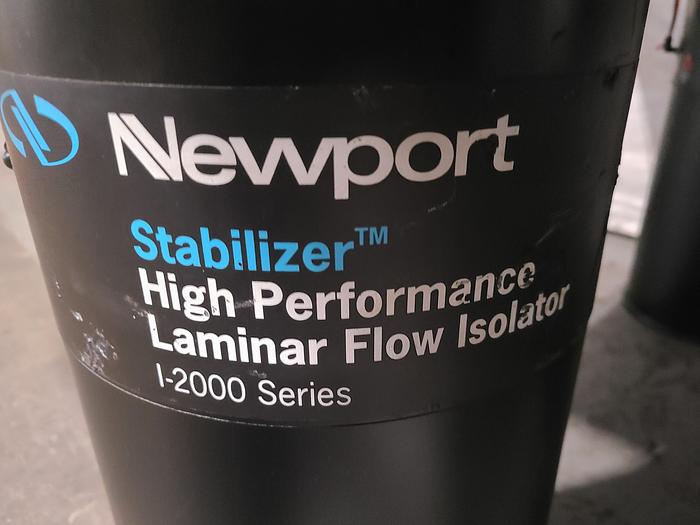 Newport
Stabilizer™
High Performance
Laminar Flow Isolator
I-2000 Series